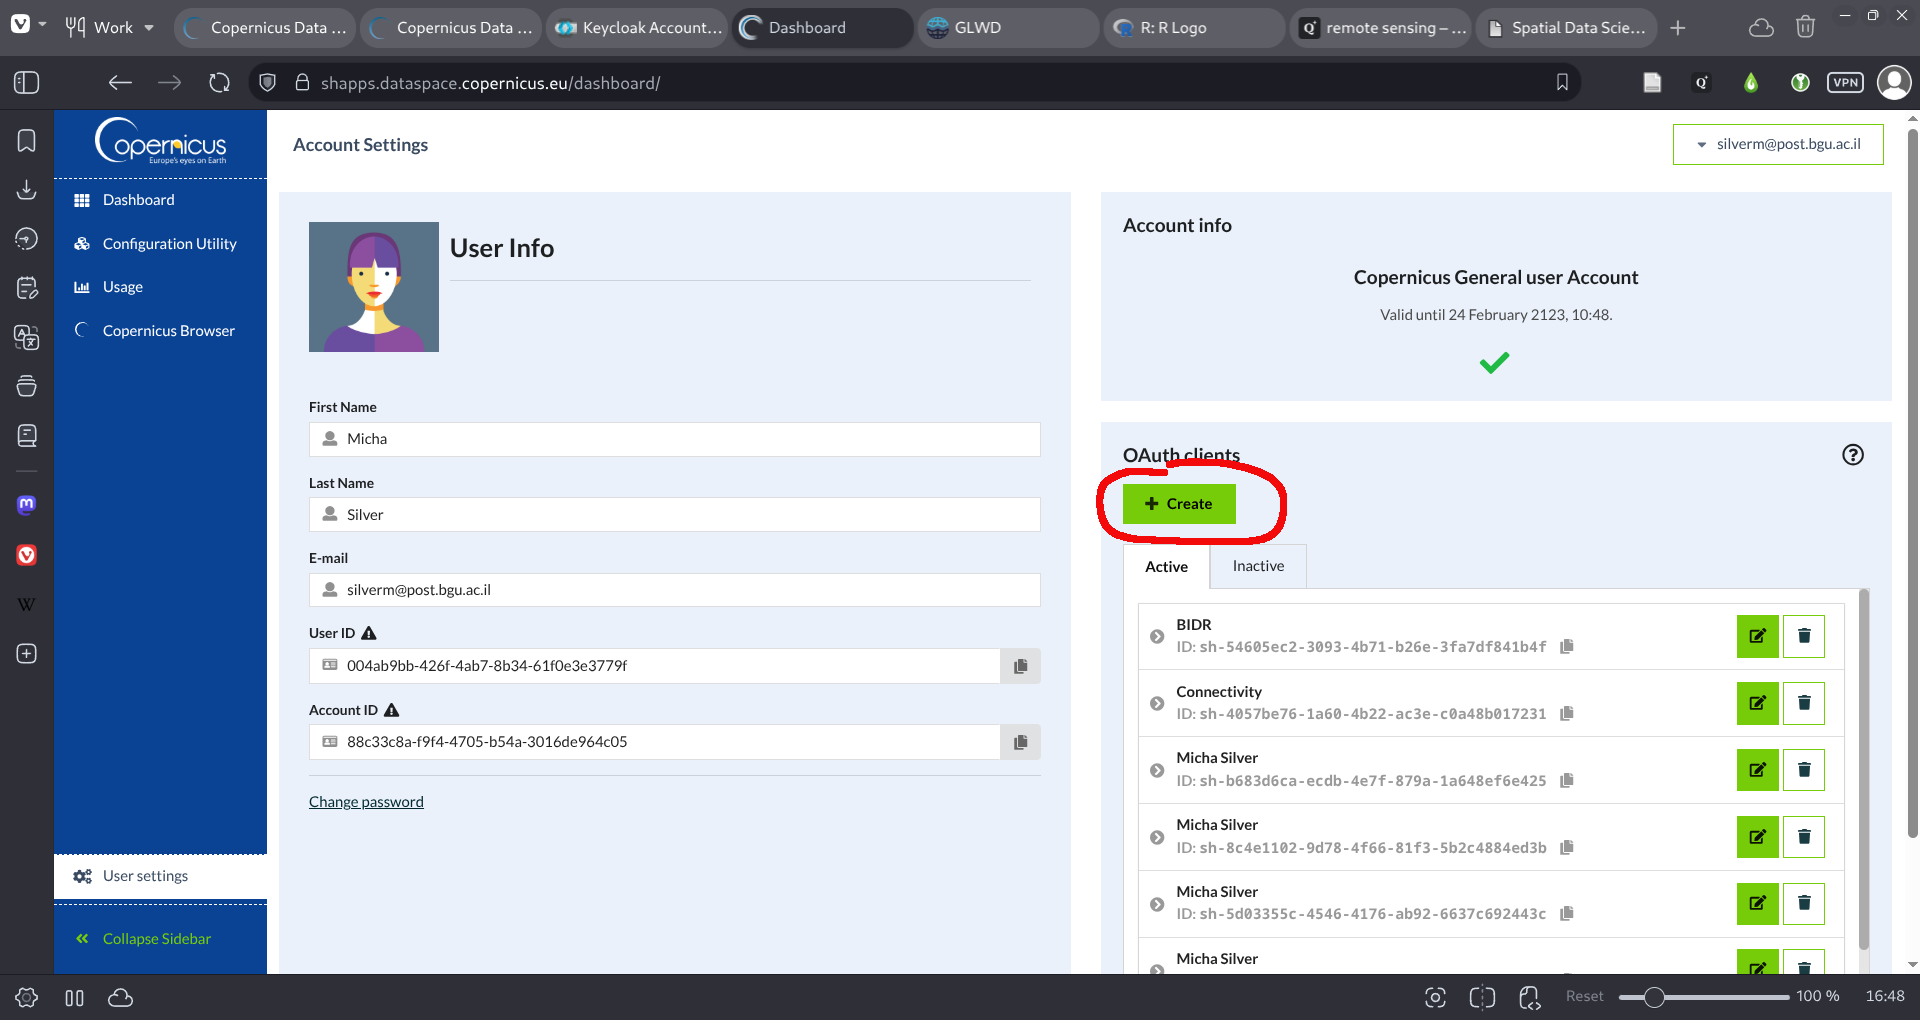 Work
Copernicus Data ...
Copernicus Data ...
Keycloak Account...
Dashboard
GLWD
R: R Logo
remote sensing – ...
Spatial Data Scie...
shapps.dataspace.copernicus.eu/dashboard/
VPN
Copernicus
Europe's eyes on Earth
Dashboard
Configuration Utility
Usage
Copernicus Browser
User settings
Collapse Sidebar
Account Settings
silverm@post.bgu.ac.il
User Info
First Name
Micha
Last Name
Silver
E-mail
silverm@post.bgu.ac.il
User ID
004ab9bb-426f-4ab7-8b34-61f0e3e3779f
Account ID
88c33c8a-f9f4-4705-b54a-3016de964c05
Change password
Account info
Copernicus General user Account
Valid until 24 February 2123, 10:48.
OAuth clients
Create
Active
Inactive
BIDR
ID: sh-54605ec2-3093-4b71-b26e-3fa7df841b4f
Connectivity
ID: sh-4057be76-1a60-4b22-ac3e-c0a48b017231
Micha Silver
ID: sh-b683d6ca-ecdb-4e7f-879a-1a648ef6e425
Micha Silver
ID: sh-8c4e1102-9d78-4f66-81f3-5b2c4884ed3b
Micha Silver
ID: sh-5d03355c-4546-4176-ab92-6637c692443c
Micha Silver
Reset
100 %
16:48